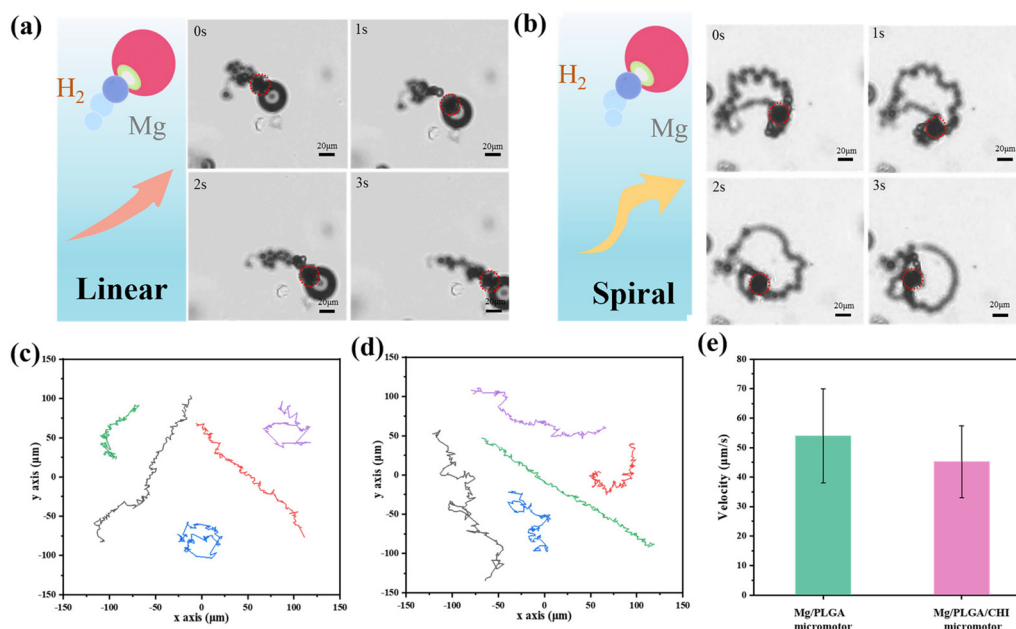 (a)
H2
Mg
Linear
0s
20μm
1s
20μm
2s
20μm
3s
20μm
(b)
H2
Mg
Spiral
0s
20μm
1s
20μm
2s
20μm
3s
20μm
(c)
150
100
50
0
-50
-100
-150
y axis (μm)
-150 -100 -50 0 50 100 150
x axis (μm)
(d)
150
100
50
0
-50
-100
-150
y axis (μm)
-150 -100 -50 0 50 100 150
x axis (μm)
(e)
80
70
60
50
40
30
20
10
0
Velocity (μm/s)
Mg/PLGA
micromotor
Mg/PLGA/CHI
micromotor